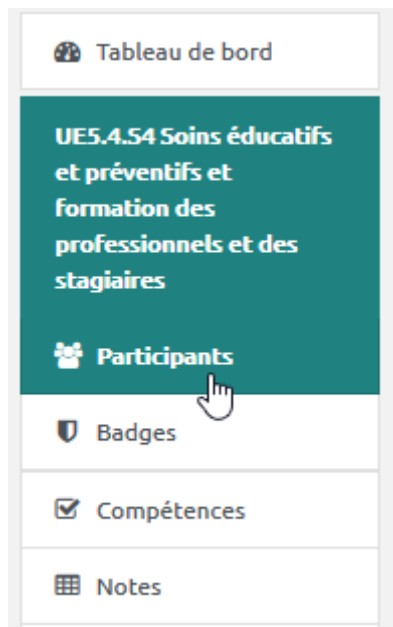 Tableau de bord
UE5.4.S4 Soins éducatifs
et préventifs et
formation des
professionnels et des
stagiaires
Participants
Badges
Compétences
Notes